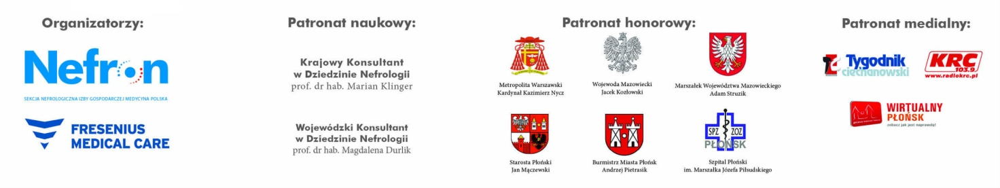 Organizatorzy:
Nefron
SEKCJA NEFROLOGICZNA IZBY GOSPODARCZEJ MEDYCYNA POLSKA
FRESENIUS
MEDICAL CARE
Patronat naukowy:
Krajowy Konsultant
w Dziedzinie Nefrologii
prof. dr hab. Marian Klinger
Wojewódzki Konsultant
w Dziedzinie Nefrologii
prof. dr hab. Magdalena Durlik
Patronat honorowy:
Metropolita Warszawski
Kardynał Kazimierz Nycz
Wojewoda Mazowiecki
Jacek Kozłowski
Marszałek Województwa Mazowieckiego
Adam Struzik
Starosta Płoński
Jan Mączewski
Burmistrz Miasta Płońsk
Andrzej Pietrasik
SPZ ZOZ
PŁOŃSK
Szpital Płoński
im. Marszałka Józefa Piłsudskiego
Patronat medialny:
Tygodnik
ciechanowski
KRC
103.9
www.radiokrc.pl
WIRTUALNY
PŁOŃSK
zobacz jak jest naprawdę!